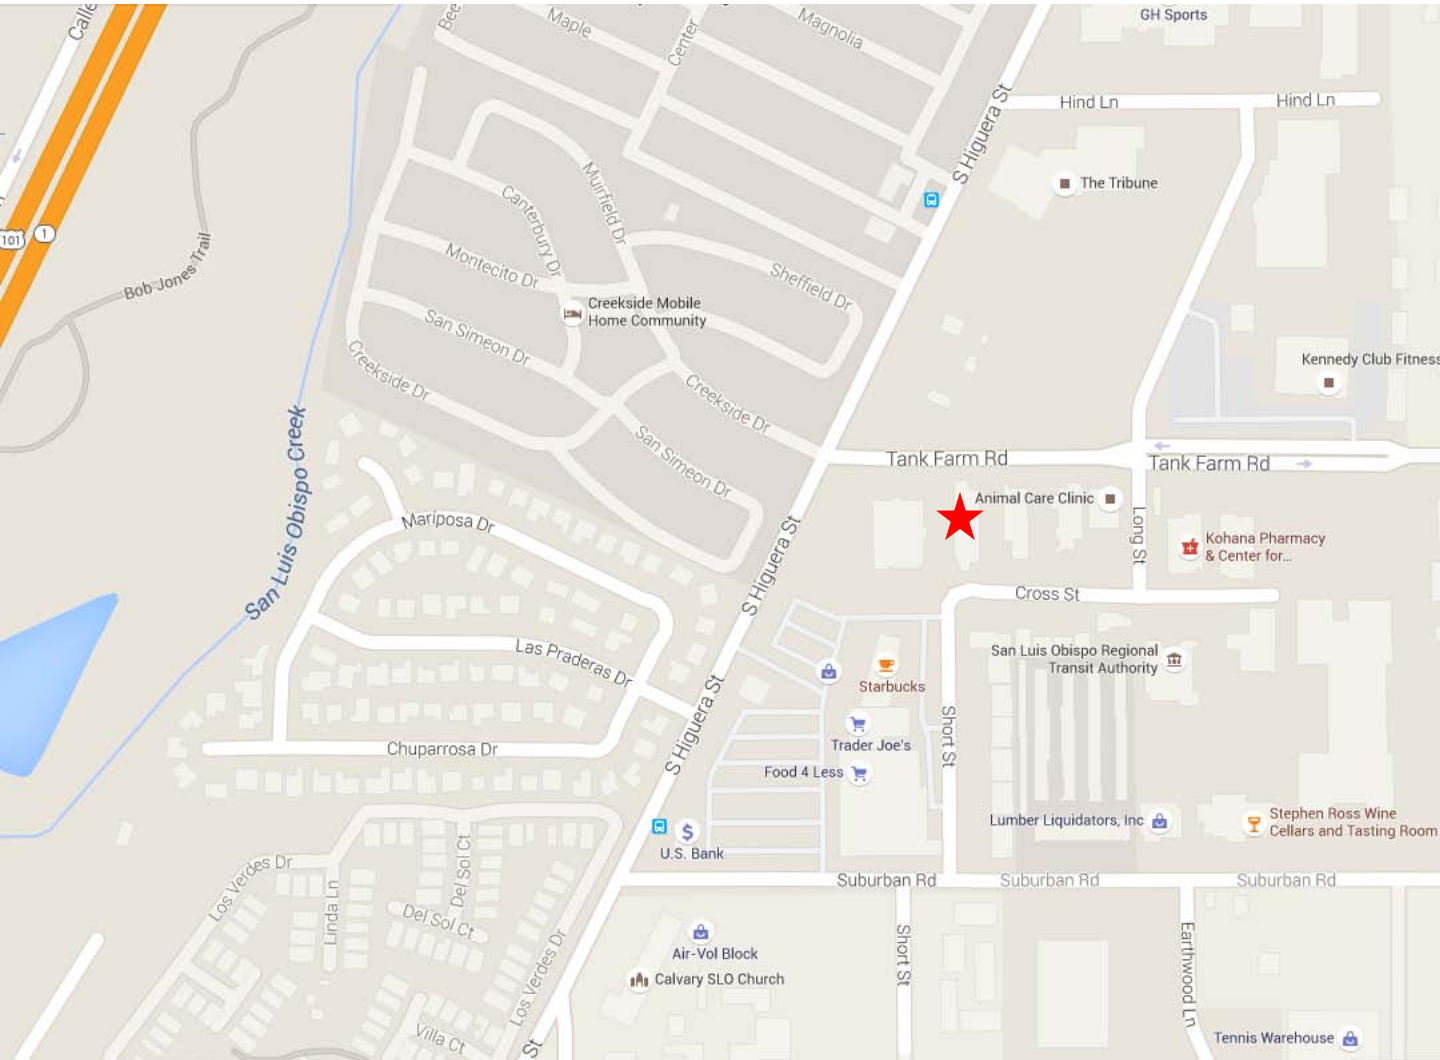 GH Sports
Calle
Bee
Maple
Center
Magnolia
S Higuera St
Hind Ln
Hind Ln
The Tribune
Canterbury Dr
Muirfield Dr
101
1
Bob Jones Trail
Montecito Dr
Sheffield Dr
Creekside Mobile
Home Community
San Simeon Dr
Creekside Dr
Creekside Dr
Kennedy Club Fitness
San Luis Obispo Creek
San Simeon Dr
Tank Farm Rd
Tank Farm Rd
Animal Care Clinic
Long St
Kohana Pharmacy
& Center for...
Mariposa Dr
S Higuera St
Cross St
Las Praderas Dr
San Luis Obispo Regional
Transit Authority
Starbucks
S Higuera St
Short St
Trader Joe's
Chuparrosa Dr
Food 4 Less
Lumber Liquidators, Inc
Stephen Ross Wine
Cellars and Tasting Room
U.S. Bank
Los Verdes Dr
Del Sol Ct
Linda Ln
Suburban Rd
Suburban Rd
Suburban Rd
Del Sol Ct
Air-Vol Block
Short St
Earthwood Ln
Calvary SLO Church
Los Verdes Dr
Villa Ct
St
Tennis Warehouse